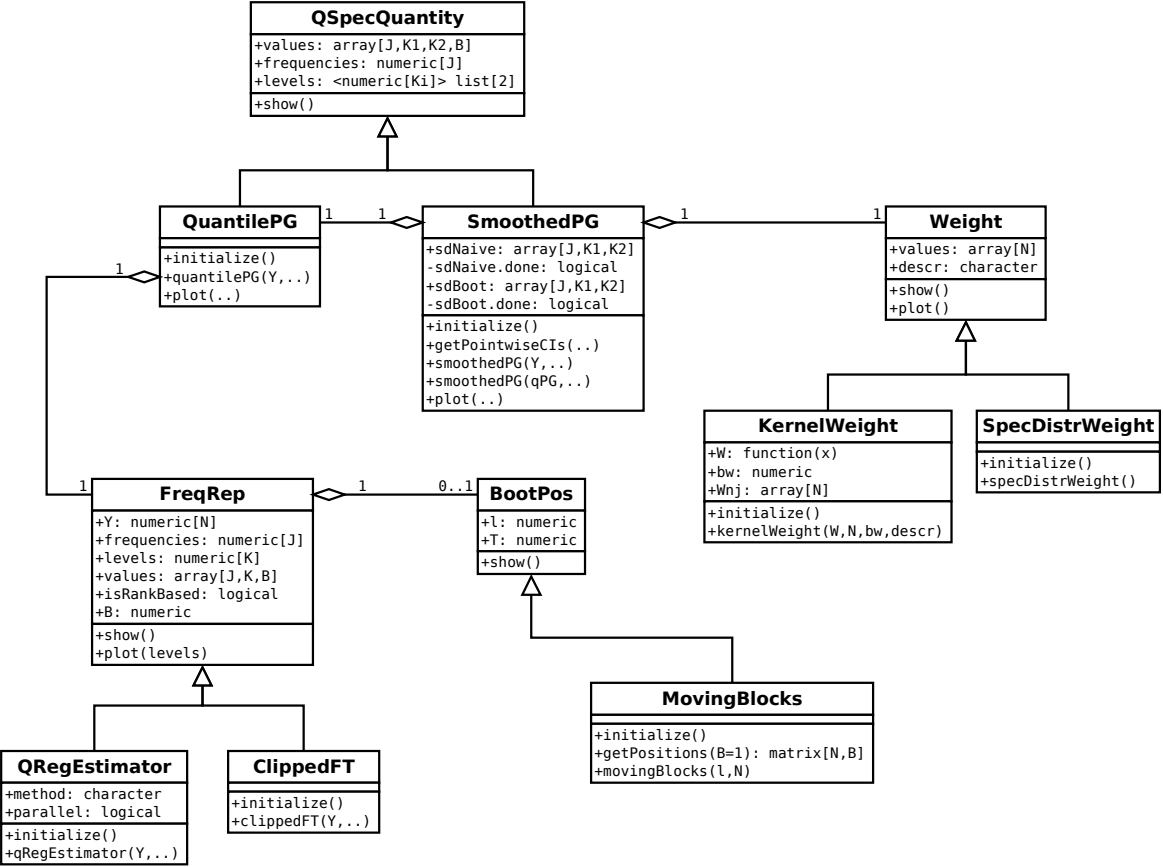 QSpecQuantity
+values: array[J,K1,K2,B]
+frequencies: numeric[J]
+levels: <numeric[Ki]> list[2]
+show()
QuantilePG
+initialize()
+quantilePG(Y,..)
+plot(..)
1
1
SmoothedPG
+sdNaive: array[J,K1,K2]
-sdNaive.done: logical
+sdBoot: array[J,K1,K2]
-sdBoot.done: logical
+initialize()
+getPointwiseCIs(..)
+smoothedPG(Y,..)
+smoothedPG(qPG,..)
+plot(..)
1
1
Weight
+values: array[N]
+descr: character
+show()
+plot()
1
1
KernelWeight
+W: function(x)
+bw: numeric
+Wnj: array[N]
+initialize()
+kernelWeight(W,N,bw,descr)
SpecDistrWeight
+initialize()
+specDistrWeight()
FreqRep
+Y: numeric[N]
+frequencies: numeric[J]
+levels: numeric[K]
+values: array[J,K,B]
+isRankBased: logical
+B: numeric
+show()
+plot(levels)
1
0..1
BootPos
+l: numeric
+T: numeric
+show()
MovingBlocks
+initialize()
+getPositions(B=1): matrix[N,B]
+movingBlocks(l,N)
QRegEstimator
+method: character
+parallel: logical
+initialize()
+qRegEstimator(Y,..)
ClippedFT
+initialize()
+clippedFT(Y,..)